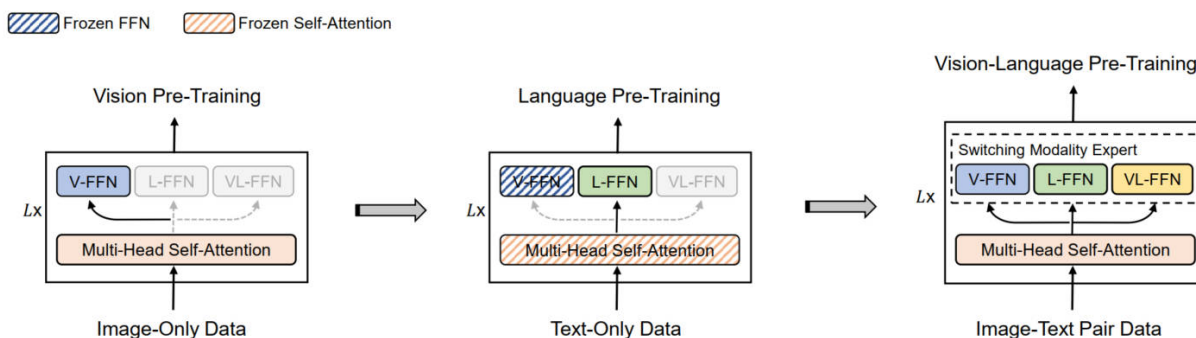 Frozen FFN Frozen Self-Attention
Vision Pre-Training
V-FFN L-FFN VL-FFN
Lx
Multi-Head Self-Attention
Image-Only Data
Language Pre-Training
V-FFN L-FFN VL-FFN
Lx
Multi-Head Self-Attention
Text-Only Data
Vision-Language Pre-Training
Switching Modality Expert
V-FFN L-FFN VL-FFN
Lx
Multi-Head Self-Attention
Image-Text Pair Data